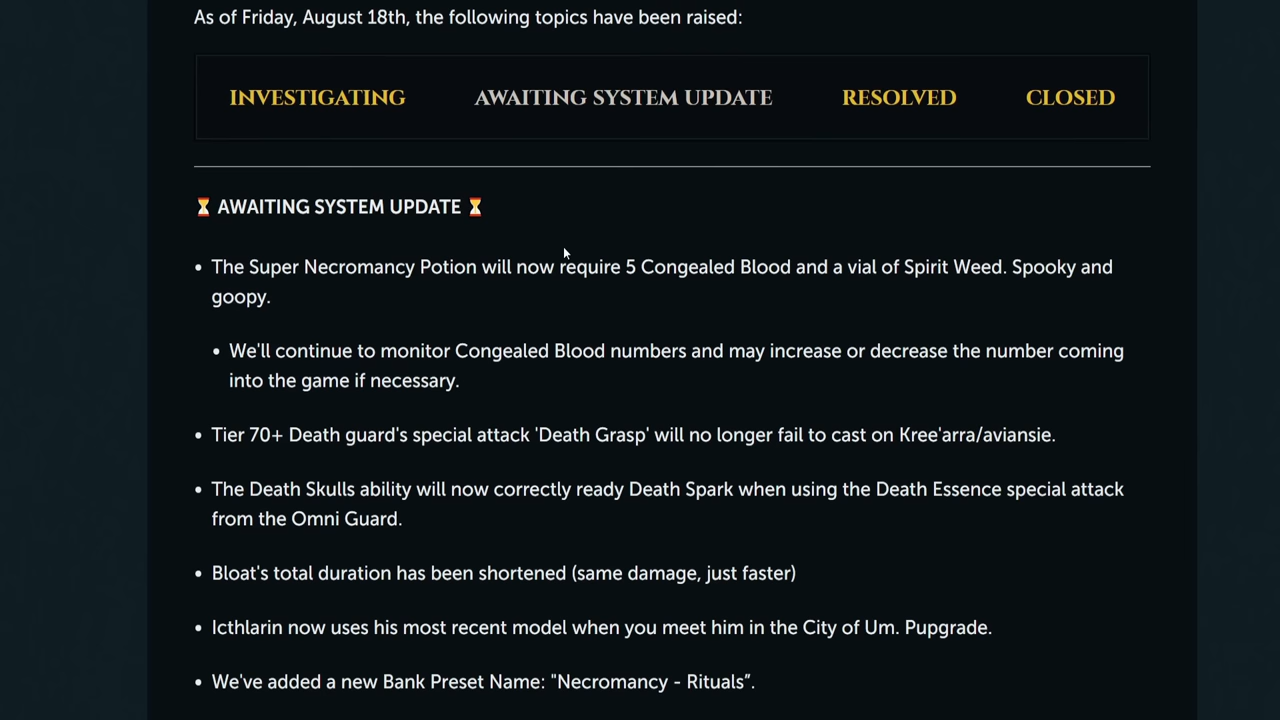 As of Friday, August 18th, the following topics have been raised:
INVESTIGATING AWAITING SYSTEM UPDATE RESOLVED CLOSED
⏳ AWAITING SYSTEM UPDATE ⏳
• The Super Necromancy Potion will now require 5 Congealed Blood and a vial of Spirit Weed. Spooky and
goopy.
• We'll continue to monitor Congealed Blood numbers and may increase or decrease the number coming
into the game if necessary.
• Tier 70+ Death guard's special attack 'Death Grasp' will no longer fail to cast on Kree'arra/aviansie.
• The Death Skulls ability will now correctly ready Death Spark when using the Death Essence special attack
from the Omni Guard.
• Bloat's total duration has been shortened (same damage, just faster)
• Icthlarin now uses his most recent model when you meet him in the City of Um. Pupgrade.
• We've added a new Bank Preset Name: "Necromancy - Rituals”.